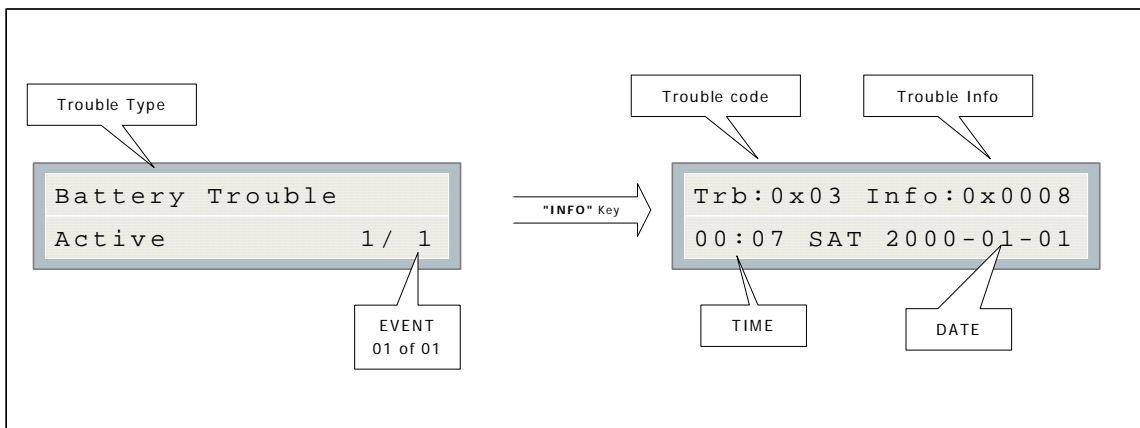 Trouble Type
Battery Trouble
Active 1/ 1
EVENT
01 of 01
"INFO" Key
Trouble code
Trouble Info
Trb:0x03 Info:0x0008
00:07 SAT 2000-01-01
TIME
DATE